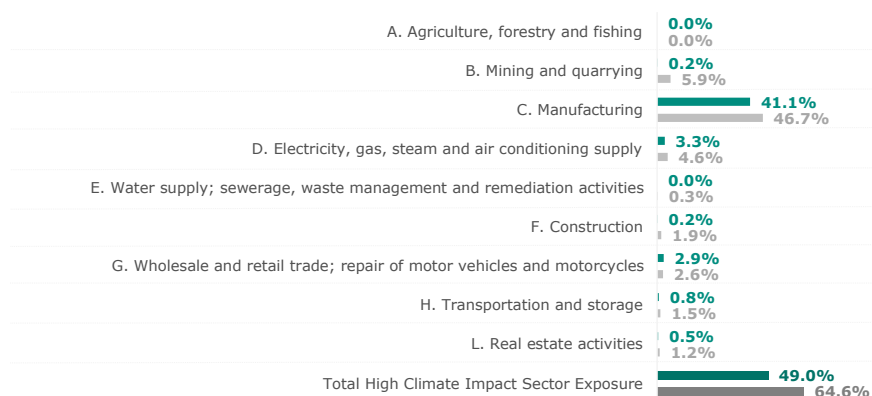 A. Agriculture, forestry and fishing
0.0%
0.0%
B. Mining and quarrying
0.2%
5.9%
C. Manufacturing
41.1%
46.7%
D. Electricity, gas, steam and air conditioning supply
3.3%
4.6%
E. Water supply; sewerage, waste management and remediation activities
0.0%
0.3%
F. Construction
0.2%
1.9%
G. Wholesale and retail trade; repair of motor vehicles and motorcycles
2.9%
2.6%
H. Transportation and storage
0.8%
1.5%
L. Real estate activities
0.5%
1.2%
Total High Climate Impact Sector Exposure
49.0%
64.6%